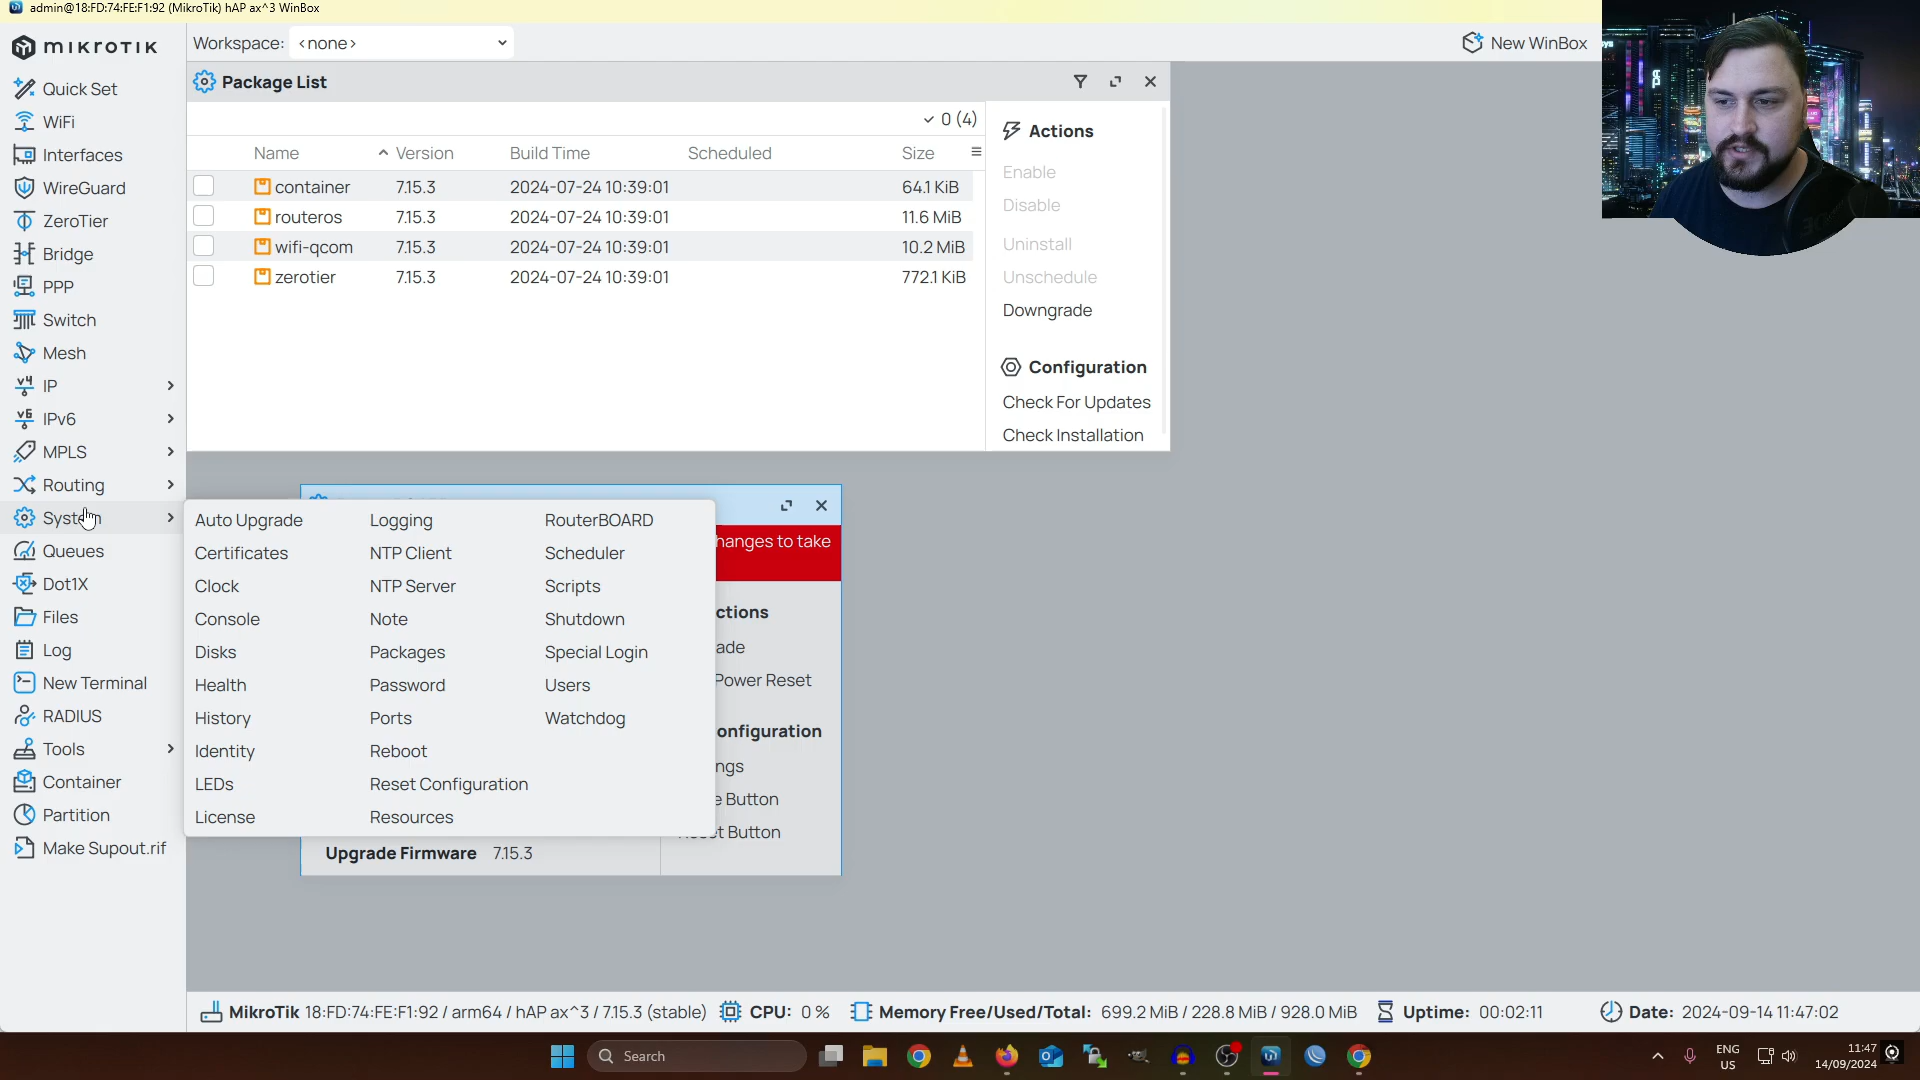 admin@18:FD:74:FE:F1:92 (MikroTik) hAP ax^3 WinBox
MIKROTIK
Workspace: <none>
New WinBox
Quick Set
WiFi
Interfaces
WireGuard
ZeroTier
Bridge
PPP
Switch
Mesh
IP
IPv6
MPLS
Routing
System
Queues
Dot1X
Files
Log
New Terminal
RADIUS
Tools
Container
Partition
Make Supout.rif
Package List
0 (4)
Name Version Build Time Scheduled Size
container 7.15.3 2024-07-24 10:39:01 64.1 KiB
routeros 7.15.3 2024-07-24 10:39:01 11.6 MiB
wifi-qcom 7.15.3 2024-07-24 10:39:01 10.2 MiB
zerotier 7.15.3 2024-07-24 10:39:01 772.1 KiB
Actions
Enable
Disable
Uninstall
Unschedule
Downgrade
Configuration
Check For Updates
Check Installation
Auto Upgrade Logging RouterBOARD
Certificates NTP Client Scheduler
Clock NTP Server Scripts
Console Note Shutdown
Disks Packages Special Login
Health Password Users
History Ports Watchdog
Identity Reboot
LEDs Reset Configuration
License Resources
hanges to take
ctions
ade
Power Reset
onfiguration
ngs
e Button
Button
Upgrade Firmware 7.15.3
MikroTik 18:FD:74:FE:F1:92 / arm64 / hAP ax^3 / 7.15.3 (stable) CPU: 0 % Memory Free/Used/Total: 699.2 MiB / 228.8 MiB / 928.0 MiB Uptime: 00:02:11 Date: 2024-09-14 11:47:02
Search
ENG
US
11:47
14/09/2024